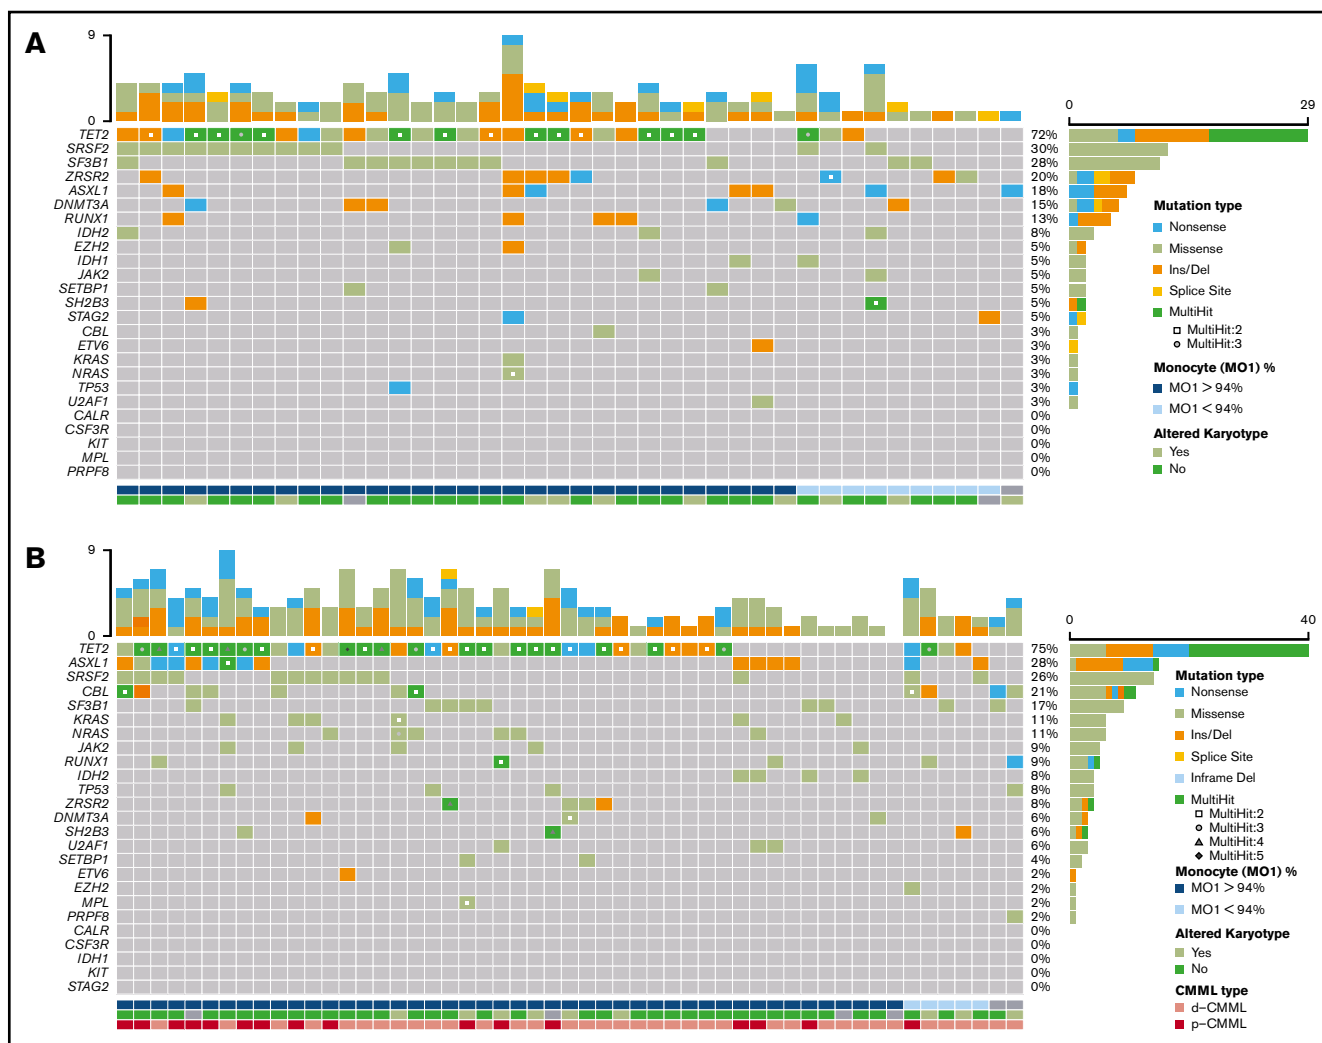 A
9
0
TET2 72%
SRSF2 30%
SF3B1 28%
ZRSR2 20%
ASXL1 18%
DNMT3A 15%
RUNX1 13%
IDH2 8%
EZH2 5%
IDH1 5%
JAK2 5%
SETBP1 5%
SH2B3 5%
STAG2 5%
CBL 3%
ETV6 3%
KRAS 3%
NRAS 3%
TP53 3%
U2AF1 3%
CALR 0%
CSF3R 0%
KIT 0%
MPL 0%
PRPF8 0%
0 29
Mutation type
Nonsense
Missense
Ins/Del
Splice Site
MultiHit
MultiHit:2
MultiHit:3
Monocyte (MO1) %
MO1 > 94%
MO1 < 94%
Altered Karyotype
Yes
No
B
9
0
TET2 75%
ASXL1 28%
SRSF2 26%
CBL 21%
SF3B1 17%
KRAS 11%
NRAS 11%
JAK2 9%
RUNX1 9%
IDH2 8%
TP53 8%
ZRSR2 8%
DNMT3A 6%
SH2B3 6%
U2AF1 6%
SETBP1 4%
ETV6 2%
EZH2 2%
MPL 2%
PRPF8 2%
CALR 0%
CSF3R 0%
IDH1 0%
KIT 0%
STAG2 0%
0 40
Mutation type
Nonsense
Missense
Ins/Del
Splice Site
Inframe Del
MultiHit
MultiHit:2
MultiHit:3
MultiHit:4
MultiHit:5
Monocyte (MO1) %
MO1 > 94%
MO1 < 94%
Altered Karyotype
Yes
No
CMML type
d–CMML
p–CMML